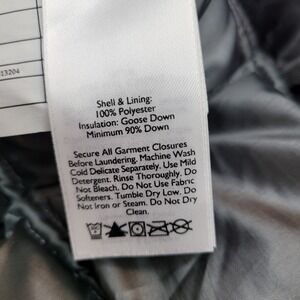 13204
Shell & Lining:
100% Polyester
Insulation: Goose Down
Minimum 90% Down
Secure All Garment Closures
Before Laundering. Machine Wash
Cold Delicate Separately. Use Mild
Detergent. Rinse Thoroughly. Do
Not Bleach. Do Not Use Fabric
Softeners. Tumble Dry Low. Do
Not Iron or Steam. Do Not Dry
Clean.